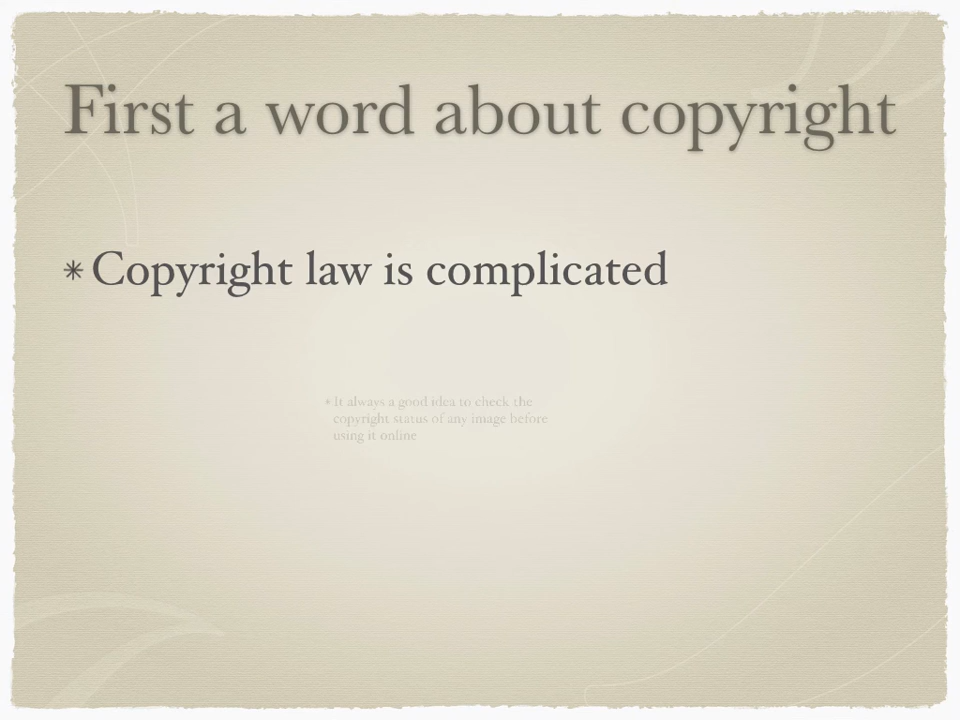 First a word about copyright
* Copyright law is complicated
* It always a good idea to check the
copyright status of any image before
using it online